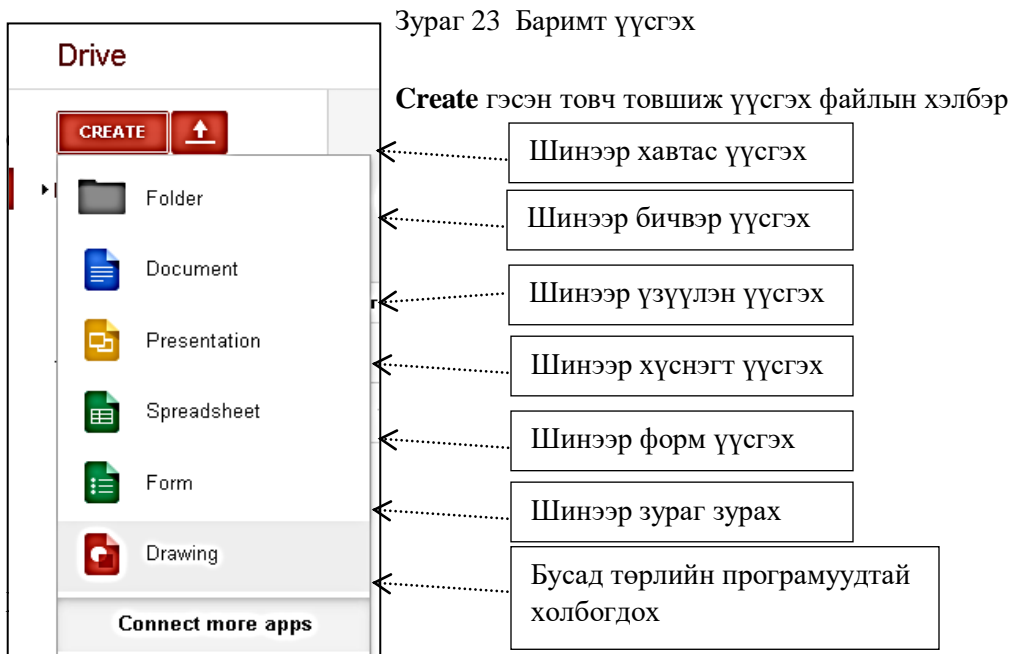 Зураг 23 Баримт үүсгэх
Drive
Create гэсэн товч товшиж үүсгэх файлын хэлбэр
CREATE
Шинээр хавтас үүсгэх
Folder
Шинээр бичвэр үүсгэх
Document
Шинээр үзүүлэн үүсгэх
Presentation
Шинээр хүснэгт үүсгэх
Spreadsheet
Шинээр форм үүсгэх
Form
Шинээр зураг зурах
Drawing
Бусад төрлийн програмуудтай
холбогдох
Connect more apps